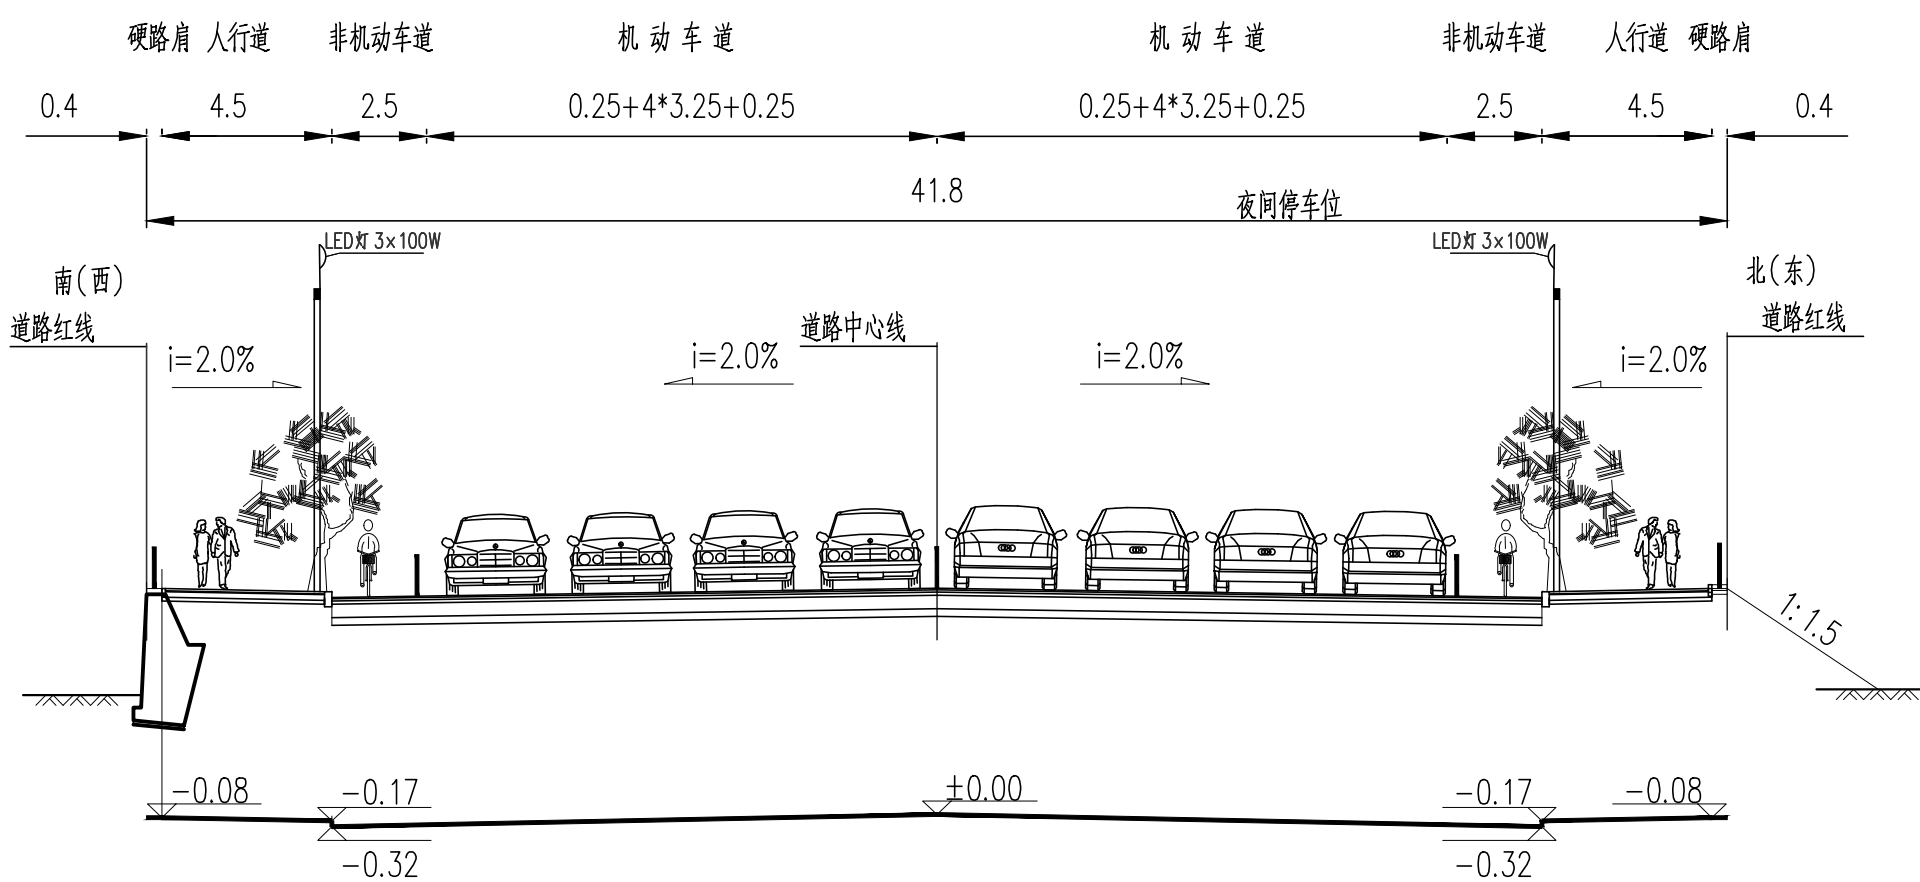 硬路肩 人行道 非机动车道 机动车道 机动车道 非机动车道 人行道 硬路肩
0.4 4.5 2.5 0.25+4*3.25+0.25 0.25+4*3.25+0.25 2.5 4.5 0.4
41.8
夜间停车位
LED灯 3×100W LED灯 3×100W
南(西) 北(东)
道路红线 道路中心线 道路红线
i=2.0% i=2.0% i=2.0% i=2.0%
1:1.5
-0.08 -0.17 ±0.00 -0.17 -0.08
-0.32 -0.32